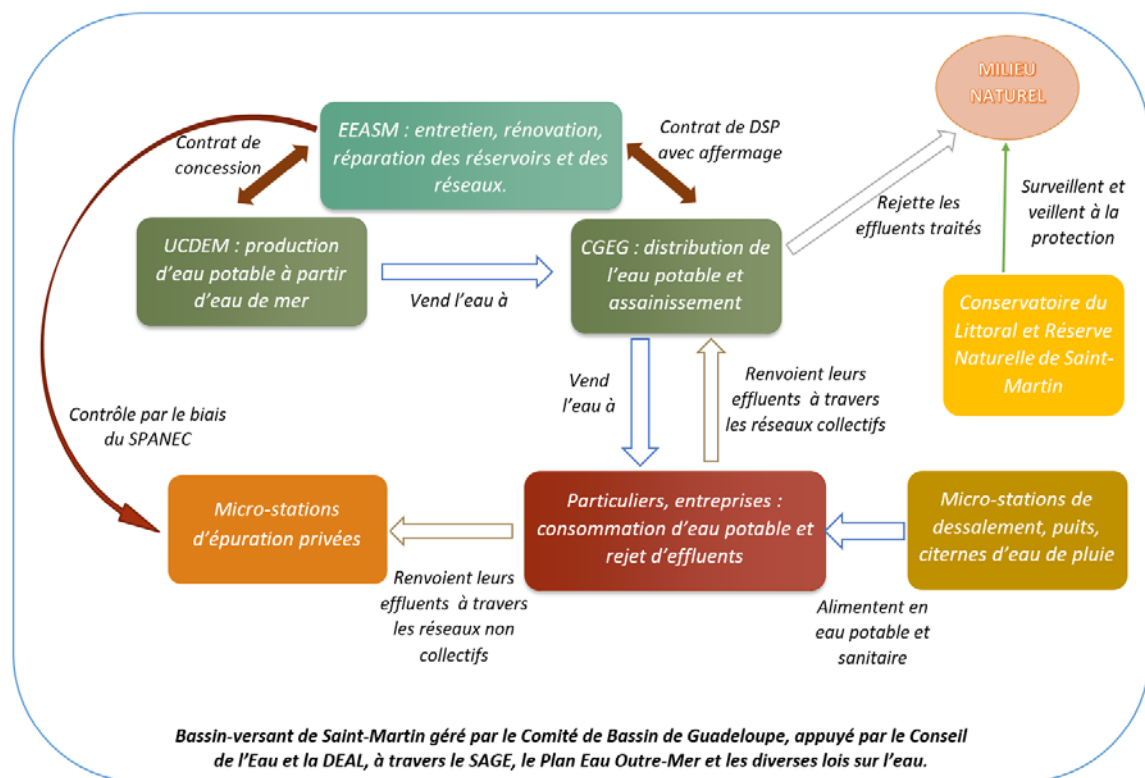 MILIEU
NATUREL
EEASM : entretien, rénovation,
réparation des réservoirs et des
réseaux.
Contrat de
concession
Contrat de DSP
avec affermage
Rejette les
effluents traités
Surveillent et
veillent à la
protection
UCDEM : production
d'eau potable à partir
d'eau de mer
Vend l'eau à
CGEG : distribution de
l'eau potable et
assainissement
Conservatoire du
Littoral et Réserve
Naturelle de Saint-
Martin
Vend
l'eau à
Renvoient leurs
effluents à travers
les réseaux collectifs
Contrôle par le biais
du SPANEC
Micro-stations
d'épuration privées
Particuliers, entreprises :
consommation d'eau potable et
rejet d'effluents
Micro-stations de
dessalement, puits,
citernes d'eau de pluie
Renvoient leurs
effluents à travers
les réseaux non
collectifs
Alimentent en
eau potable et
sanitaire
Bassin-versant de Saint-Martin géré par le Comité de Bassin de Guadeloupe, appuyé par le Conseil
de l'Eau et la DEAL, à travers le SAGE, le Plan Eau Outre-Mer et les diverses lois sur l'eau.